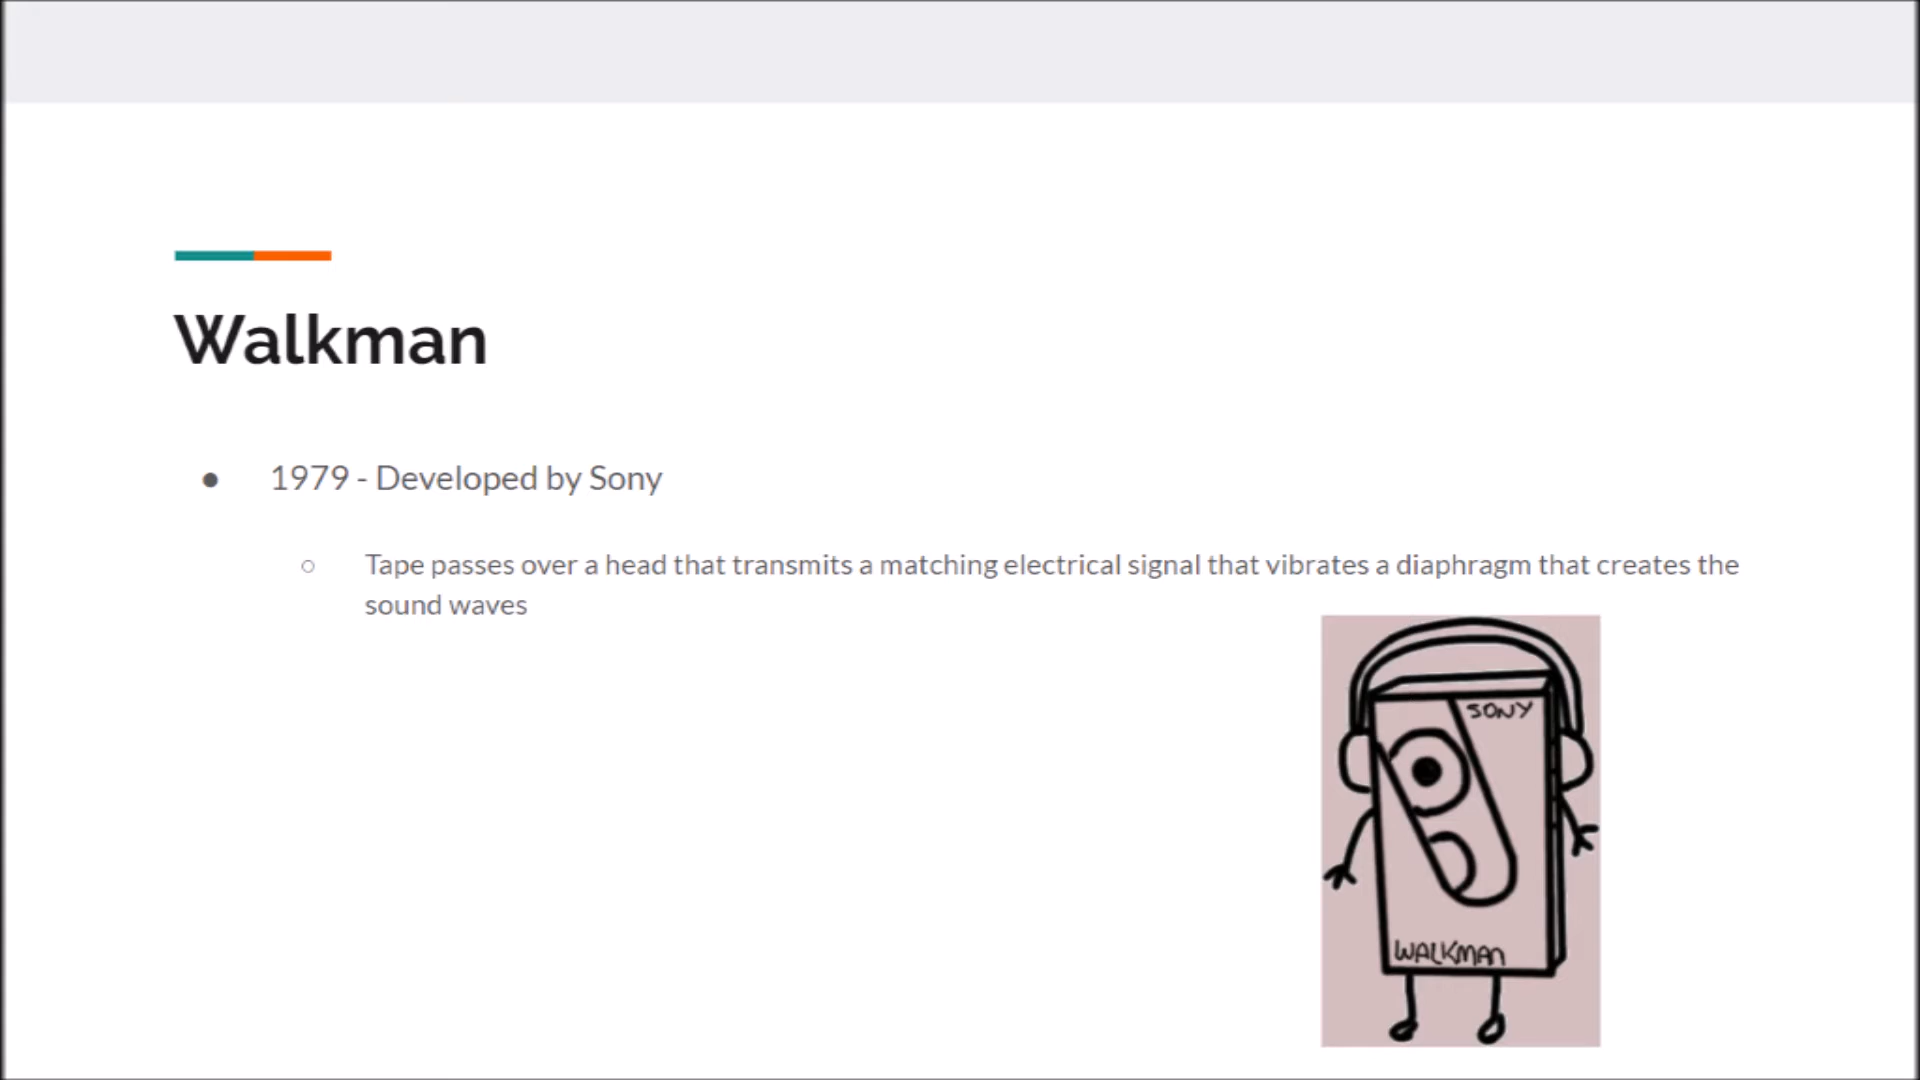 Walkman
● 1979 - Developed by Sony
○ Tape passes over a head that transmits a matching electrical signal that vibrates a diaphragm that creates the
sound waves
SONY
WALKMAN